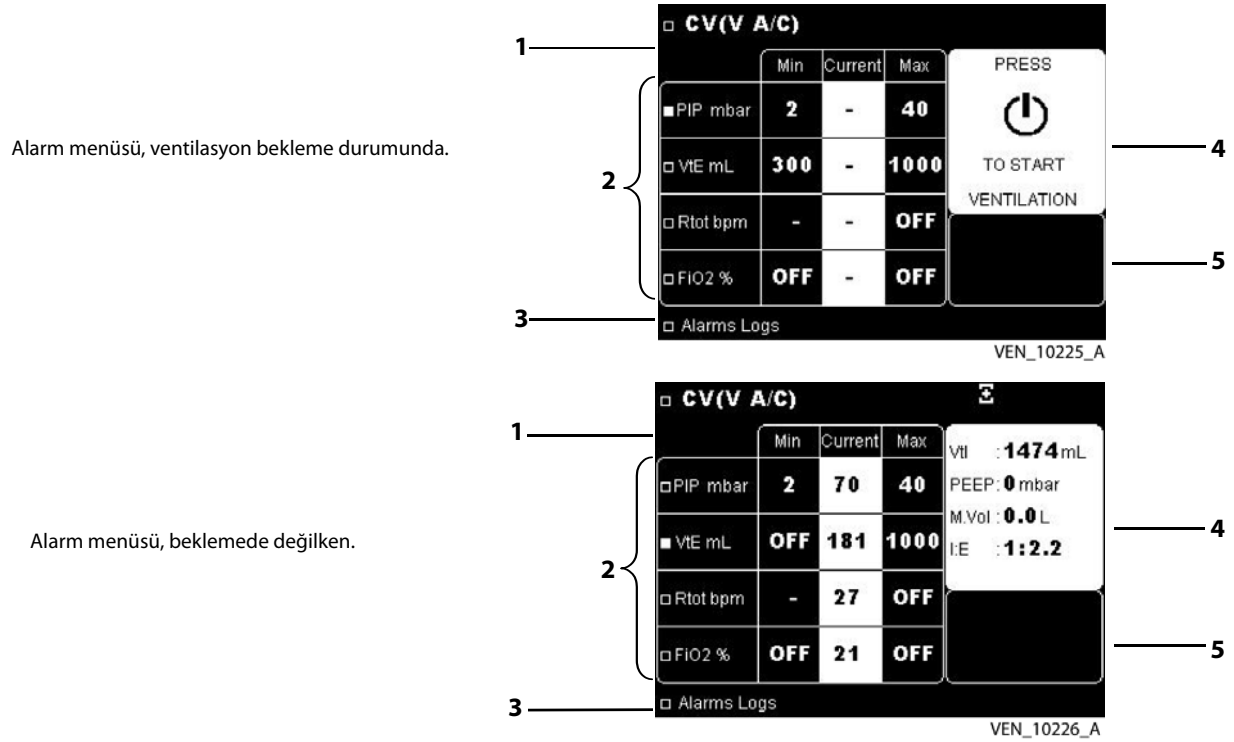 CV(V A/C)
1
Min Current Max
PRESS
PIP mbar 2 - 40
Alarm menüsü, ventilasyon bekleme durumunda.
2
VtE mL 300 - 1000
TO START
4
VENTILATION
Rtot bpm - - OFF
FiO2 % OFF - OFF
5
3
Alarms Logs
VEN_10225_A
CV(V A/C)
1
Min Current Max
VtI :1474 mL
PIP mbar 2 70 40
PEEP: 0 mbar
M.Vol : 0.0 L
4
Alarm menüsü, beklemede değilken.
2
VtE mL OFF 181 1000
I:E :1:2.2
Rtot bpm - 27 OFF
FiO2 % OFF 21 OFF
5
3
Alarms Logs
VEN_10226_A